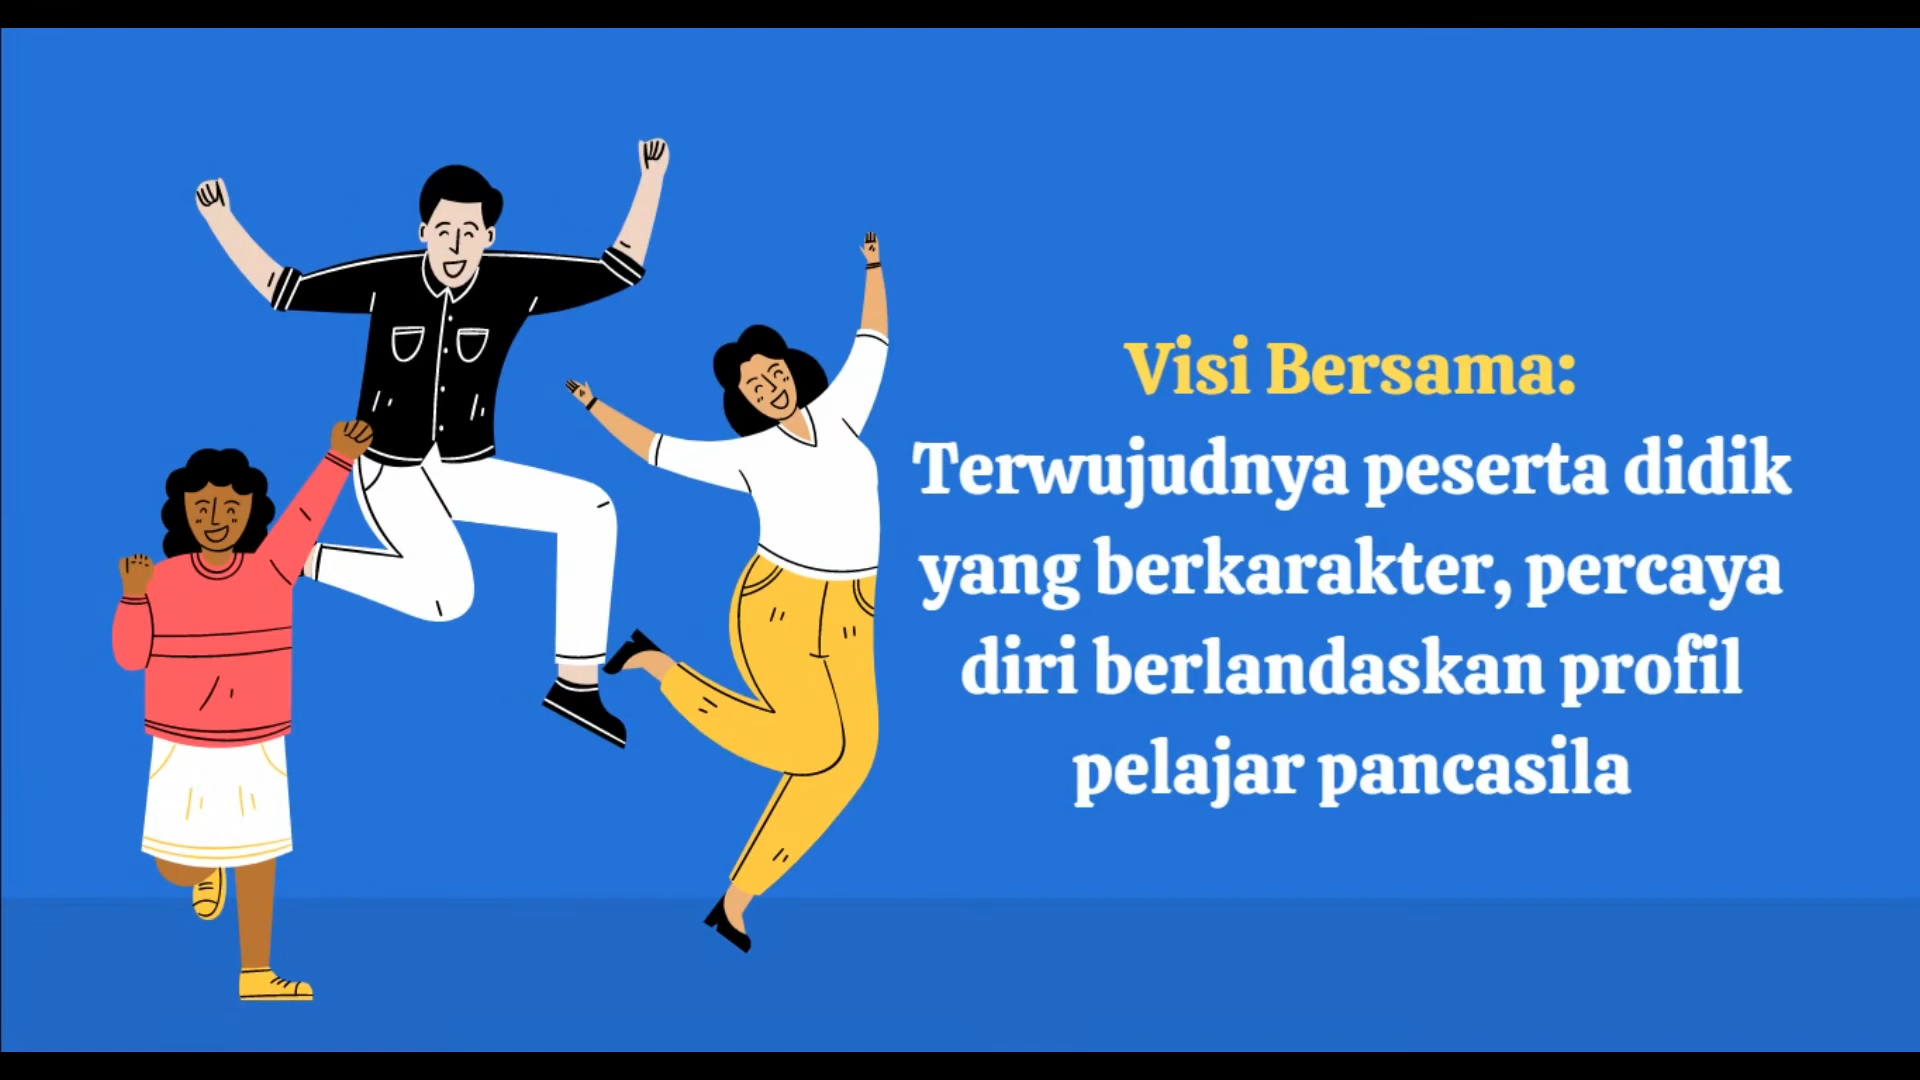 Visi Bersama:
Terwujudnya peserta didik
yang berkarakter, percaya
diri berlandaskan profil
pelajar pancasila